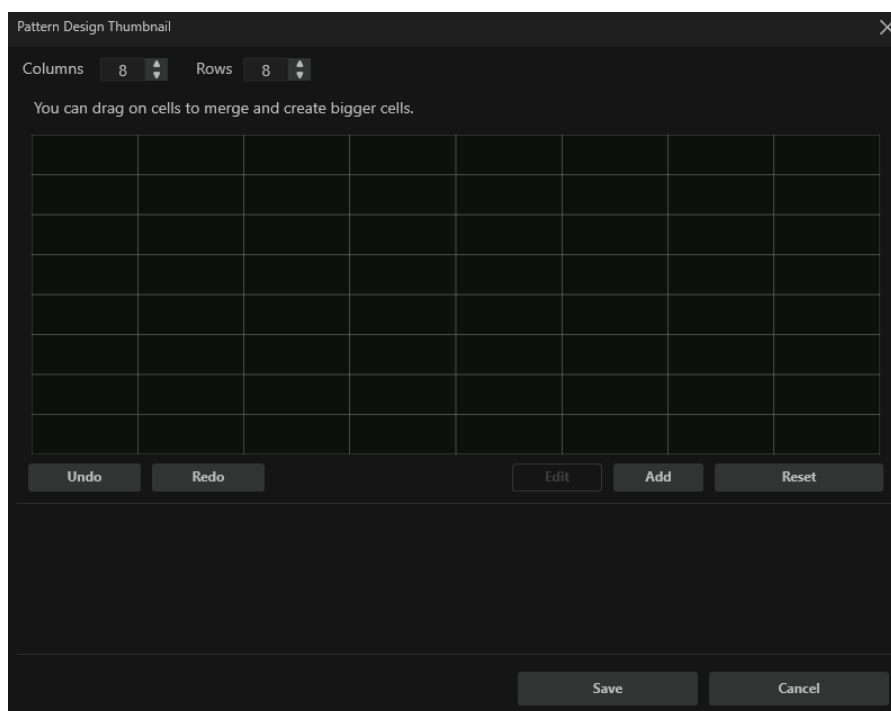 Pattern Design Thumbnail
Columns 8 Rows 8
You can drag on cells to merge and create bigger cells.
Undo Redo Edit Add Reset
Save Cancel